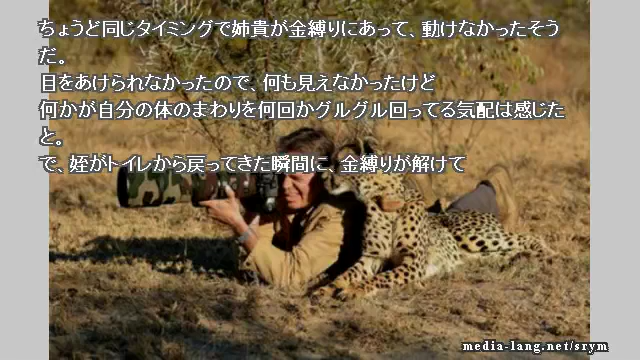 ちょうど同じタイミングで姉貴が金縛りにあって、動けなかったそう
だ。
目をあけられなかったので、何も見えなかったけど
何かが自分の体のまわりを何回かグルグル回ってる気配は感じた
と。
で、姪がトイレから戻ってきた瞬間に、金縛りが解けて
media-lang.net/srym